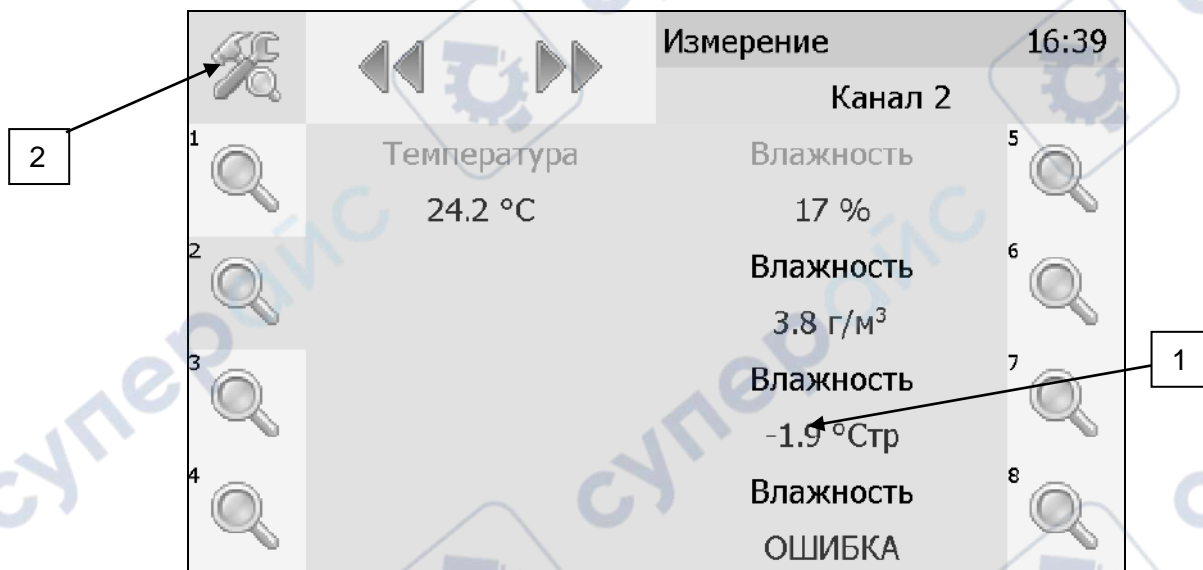 Измерение 16:39
Канал 2
2
1 Температура Влажность 5
24.2 °C 17 %
2 Влажность 6
3.8 г/м³
3 Влажность 7
1
-1.9 °Стр
4 Влажность 8
ОШИБКА
суперайс